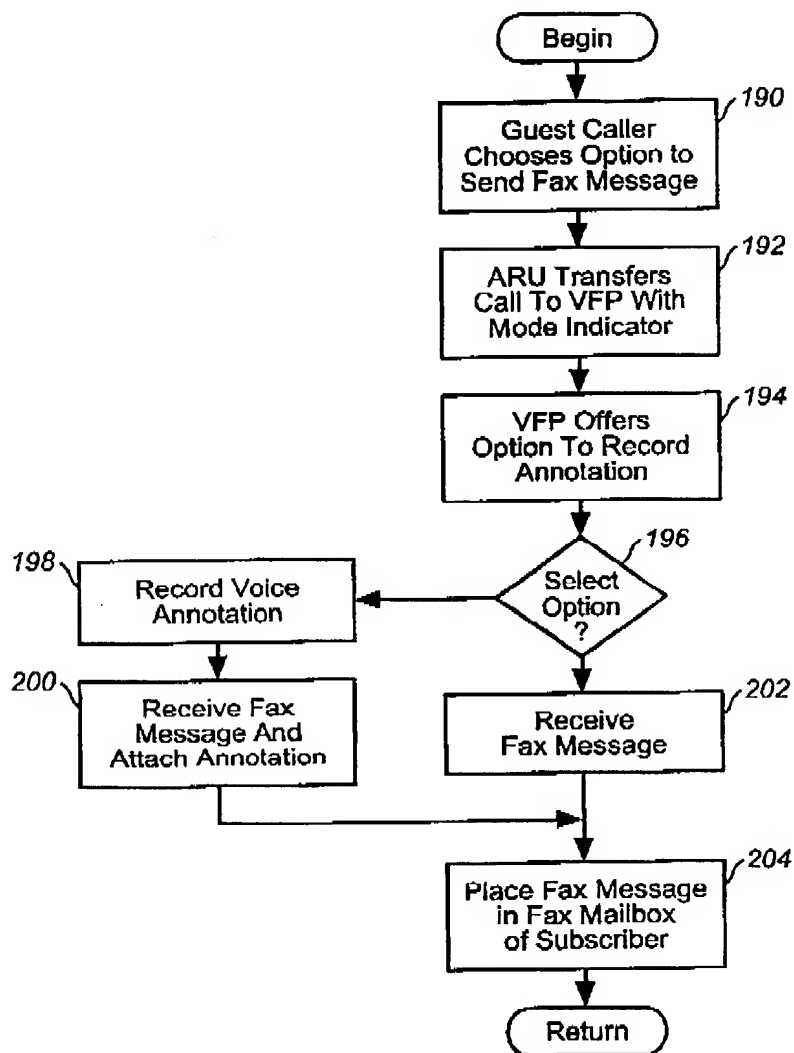 Begin
190
Guest Caller
Chooses Option to
Send Fax Message
192
ARU Transfers
Call To VFP With
Mode Indicator
194
VFP Offers
Option To Record
Annotation
196
Select
Option
?
198
Record Voice
Annotation
200
Receive Fax
Message And
Attach Annotation
202
Receive
Fax Message
204
Place Fax Message
in Fax Mailbox
of Subscriber
Return